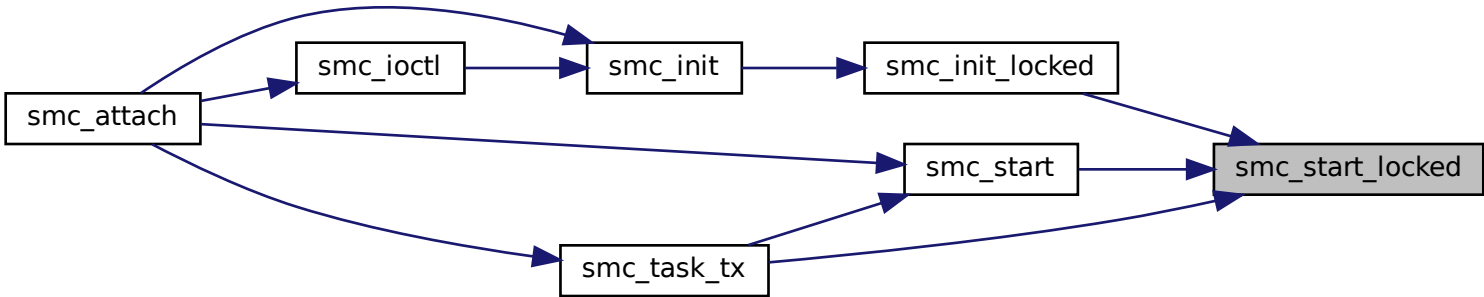 smc_ioctl
smc_init
smc_init_locked
smc_attach
smc_start
smc_start_locked
smc_task_tx